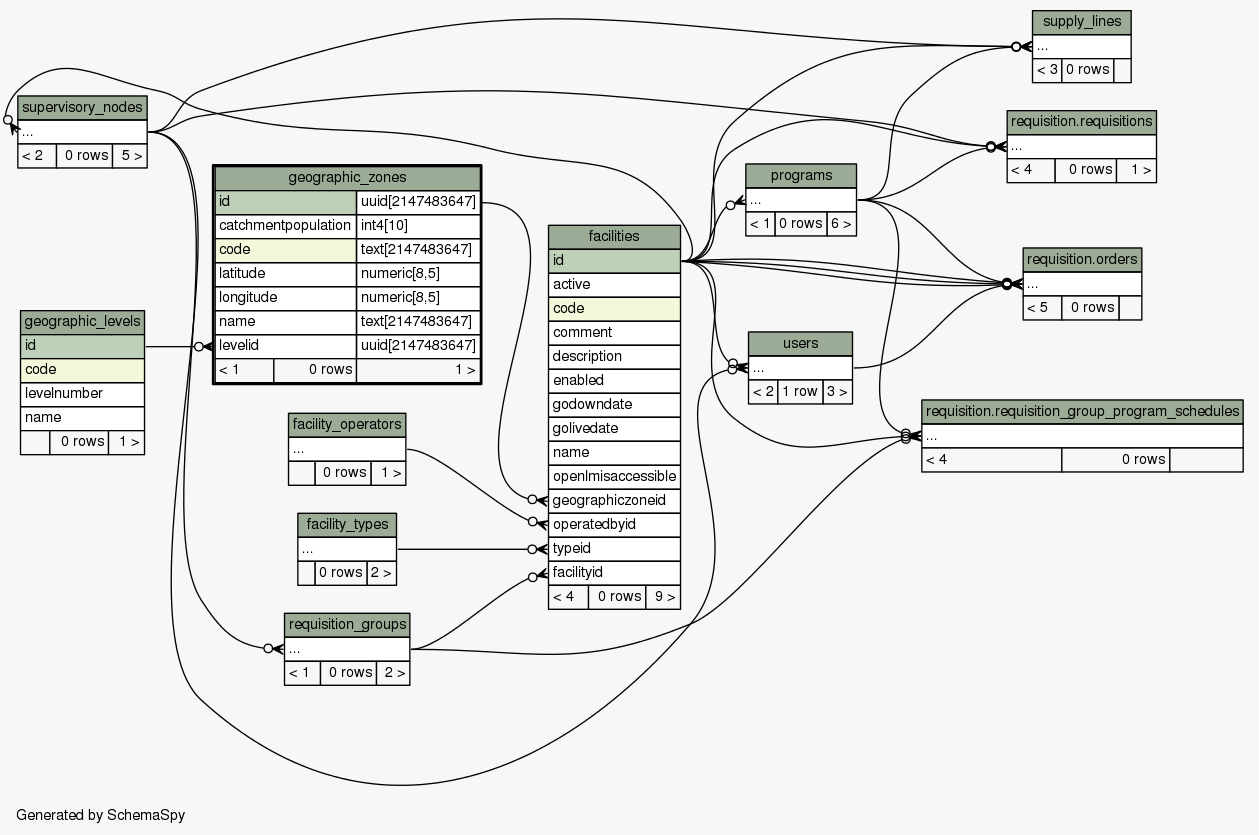 supply_lines
...
< 3 0 rows
supervisory_nodes
...
< 2 0 rows 5 >
requisition.requisitions
...
< 4 0 rows 1 >
geographic_zones
id uuid[2147483647]
catchmentpopulation int4[10]
code text[2147483647]
latitude numeric[8,5]
longitude numeric[8,5]
name text[2147483647]
levelid uuid[2147483647]
< 1 0 rows 1 >
programs
...
< 1 0 rows 6 >
facilities
id
active
code
comment
description
enabled
godowndate
golivedate
name
openlmisaccessible
geographiczoneid
operatedbyid
typeid
facilityid
< 4 0 rows 9 >
requisition.orders
...
< 5 0 rows
geographic_levels
id
code
levelnumber
name
0 rows 1 >
users
...
< 2 1 row 3 >
requisition.requisition_group_program_schedules
...
< 4 0 rows
facility_operators
...
0 rows 1 >
facility_types
...
0 rows 2 >
requisition_groups
...
< 1 0 rows 2 >
Generated by SchemaSpy